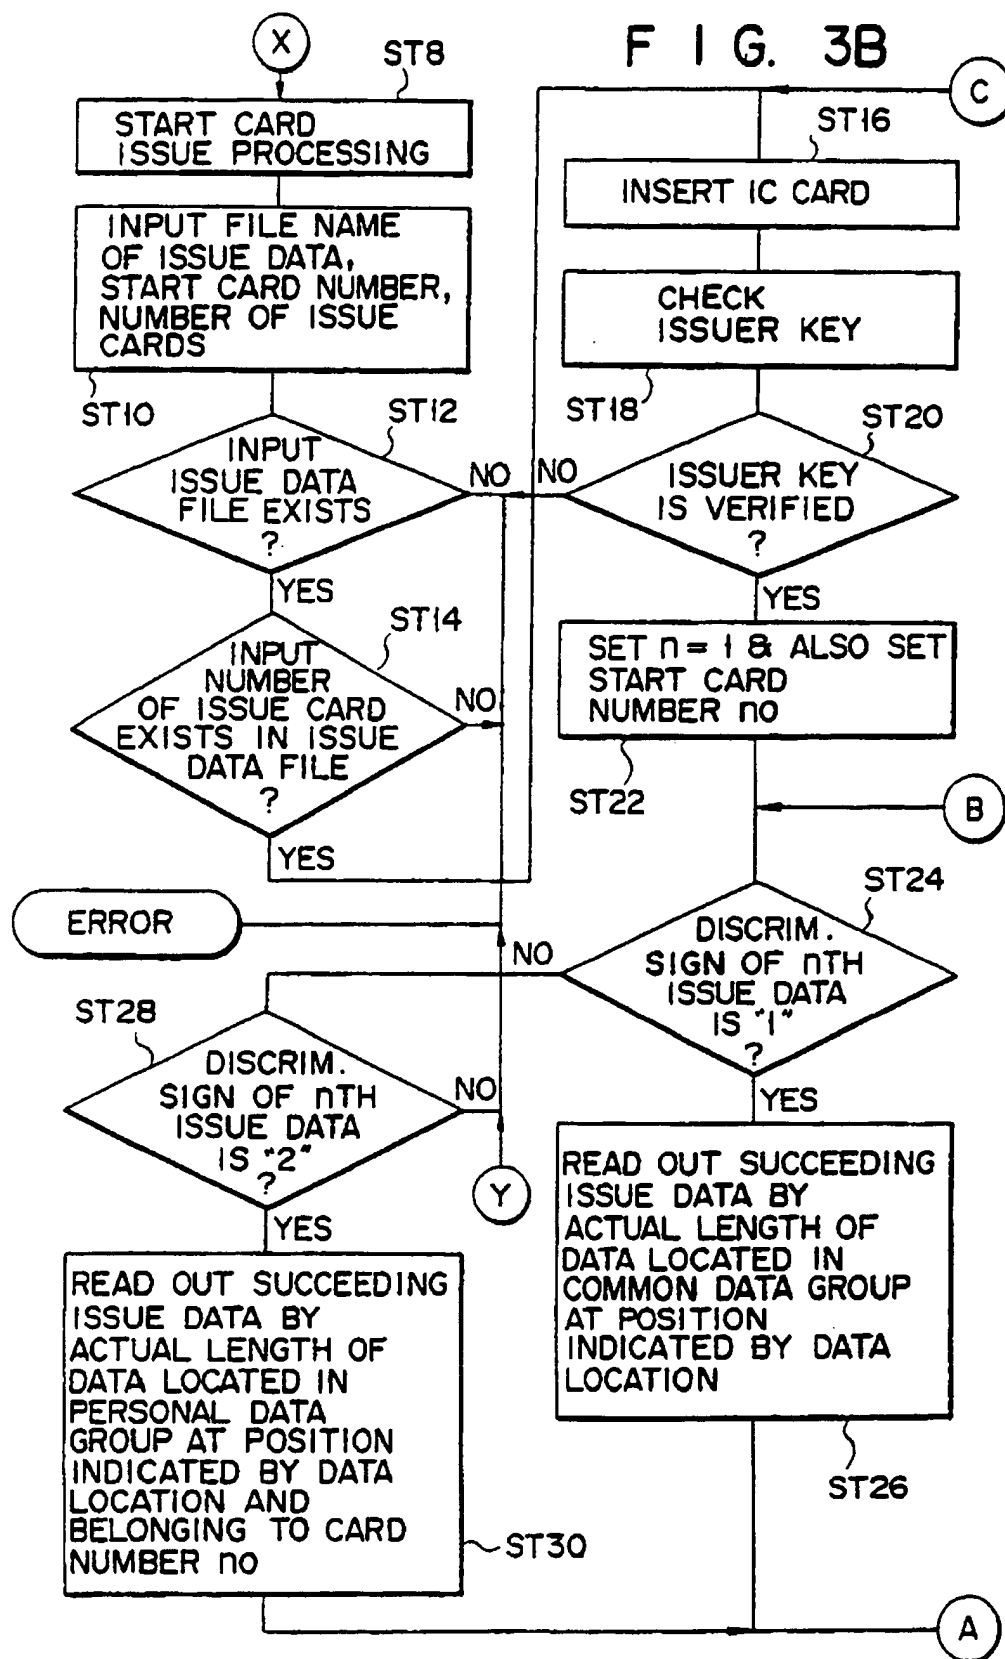 FIG. 3B
X
ST8
START CARD
ISSUE PROCESSING
INPUT FILE NAME
OF ISSUE DATA,
START CARD NUMBER,
NUMBER OF ISSUE
CARDS
ST10
ST12
INPUT
ISSUE DATA
FILE EXISTS
?
NO
YES
ST14
INPUT
NUMBER
OF ISSUE CARD
EXISTS IN ISSUE
DATA FILE
?
NO
YES
ERROR
C
ST16
INSERT IC CARD
CHECK
ISSUER KEY
ST18
ST20
NO
ISSUER KEY
IS VERIFIED
?
YES
SET n = 1 & ALSO SET
START CARD
NUMBER no
ST22
B
ST24
NO
DISCRIM.
SIGN OF nTH
ISSUE DATA
IS "1"
?
YES
ST28
DISCRIM.
SIGN OF nTH
ISSUE DATA
IS "2"
?
NO
YES
Y
READ OUT SUCCEEDING
ISSUE DATA BY
ACTUAL LENGTH OF
DATA LOCATED IN
COMMON DATA GROUP
AT POSITION
INDICATED BY DATA
LOCATION
ST26
READ OUT SUCCEEDING
ISSUE DATA BY
ACTUAL LENGTH OF
DATA LOCATED IN
PERSONAL DATA
GROUP AT POSITION
INDICATED BY DATA
LOCATION AND
BELONGING TO CARD
NUMBER no
ST30
A